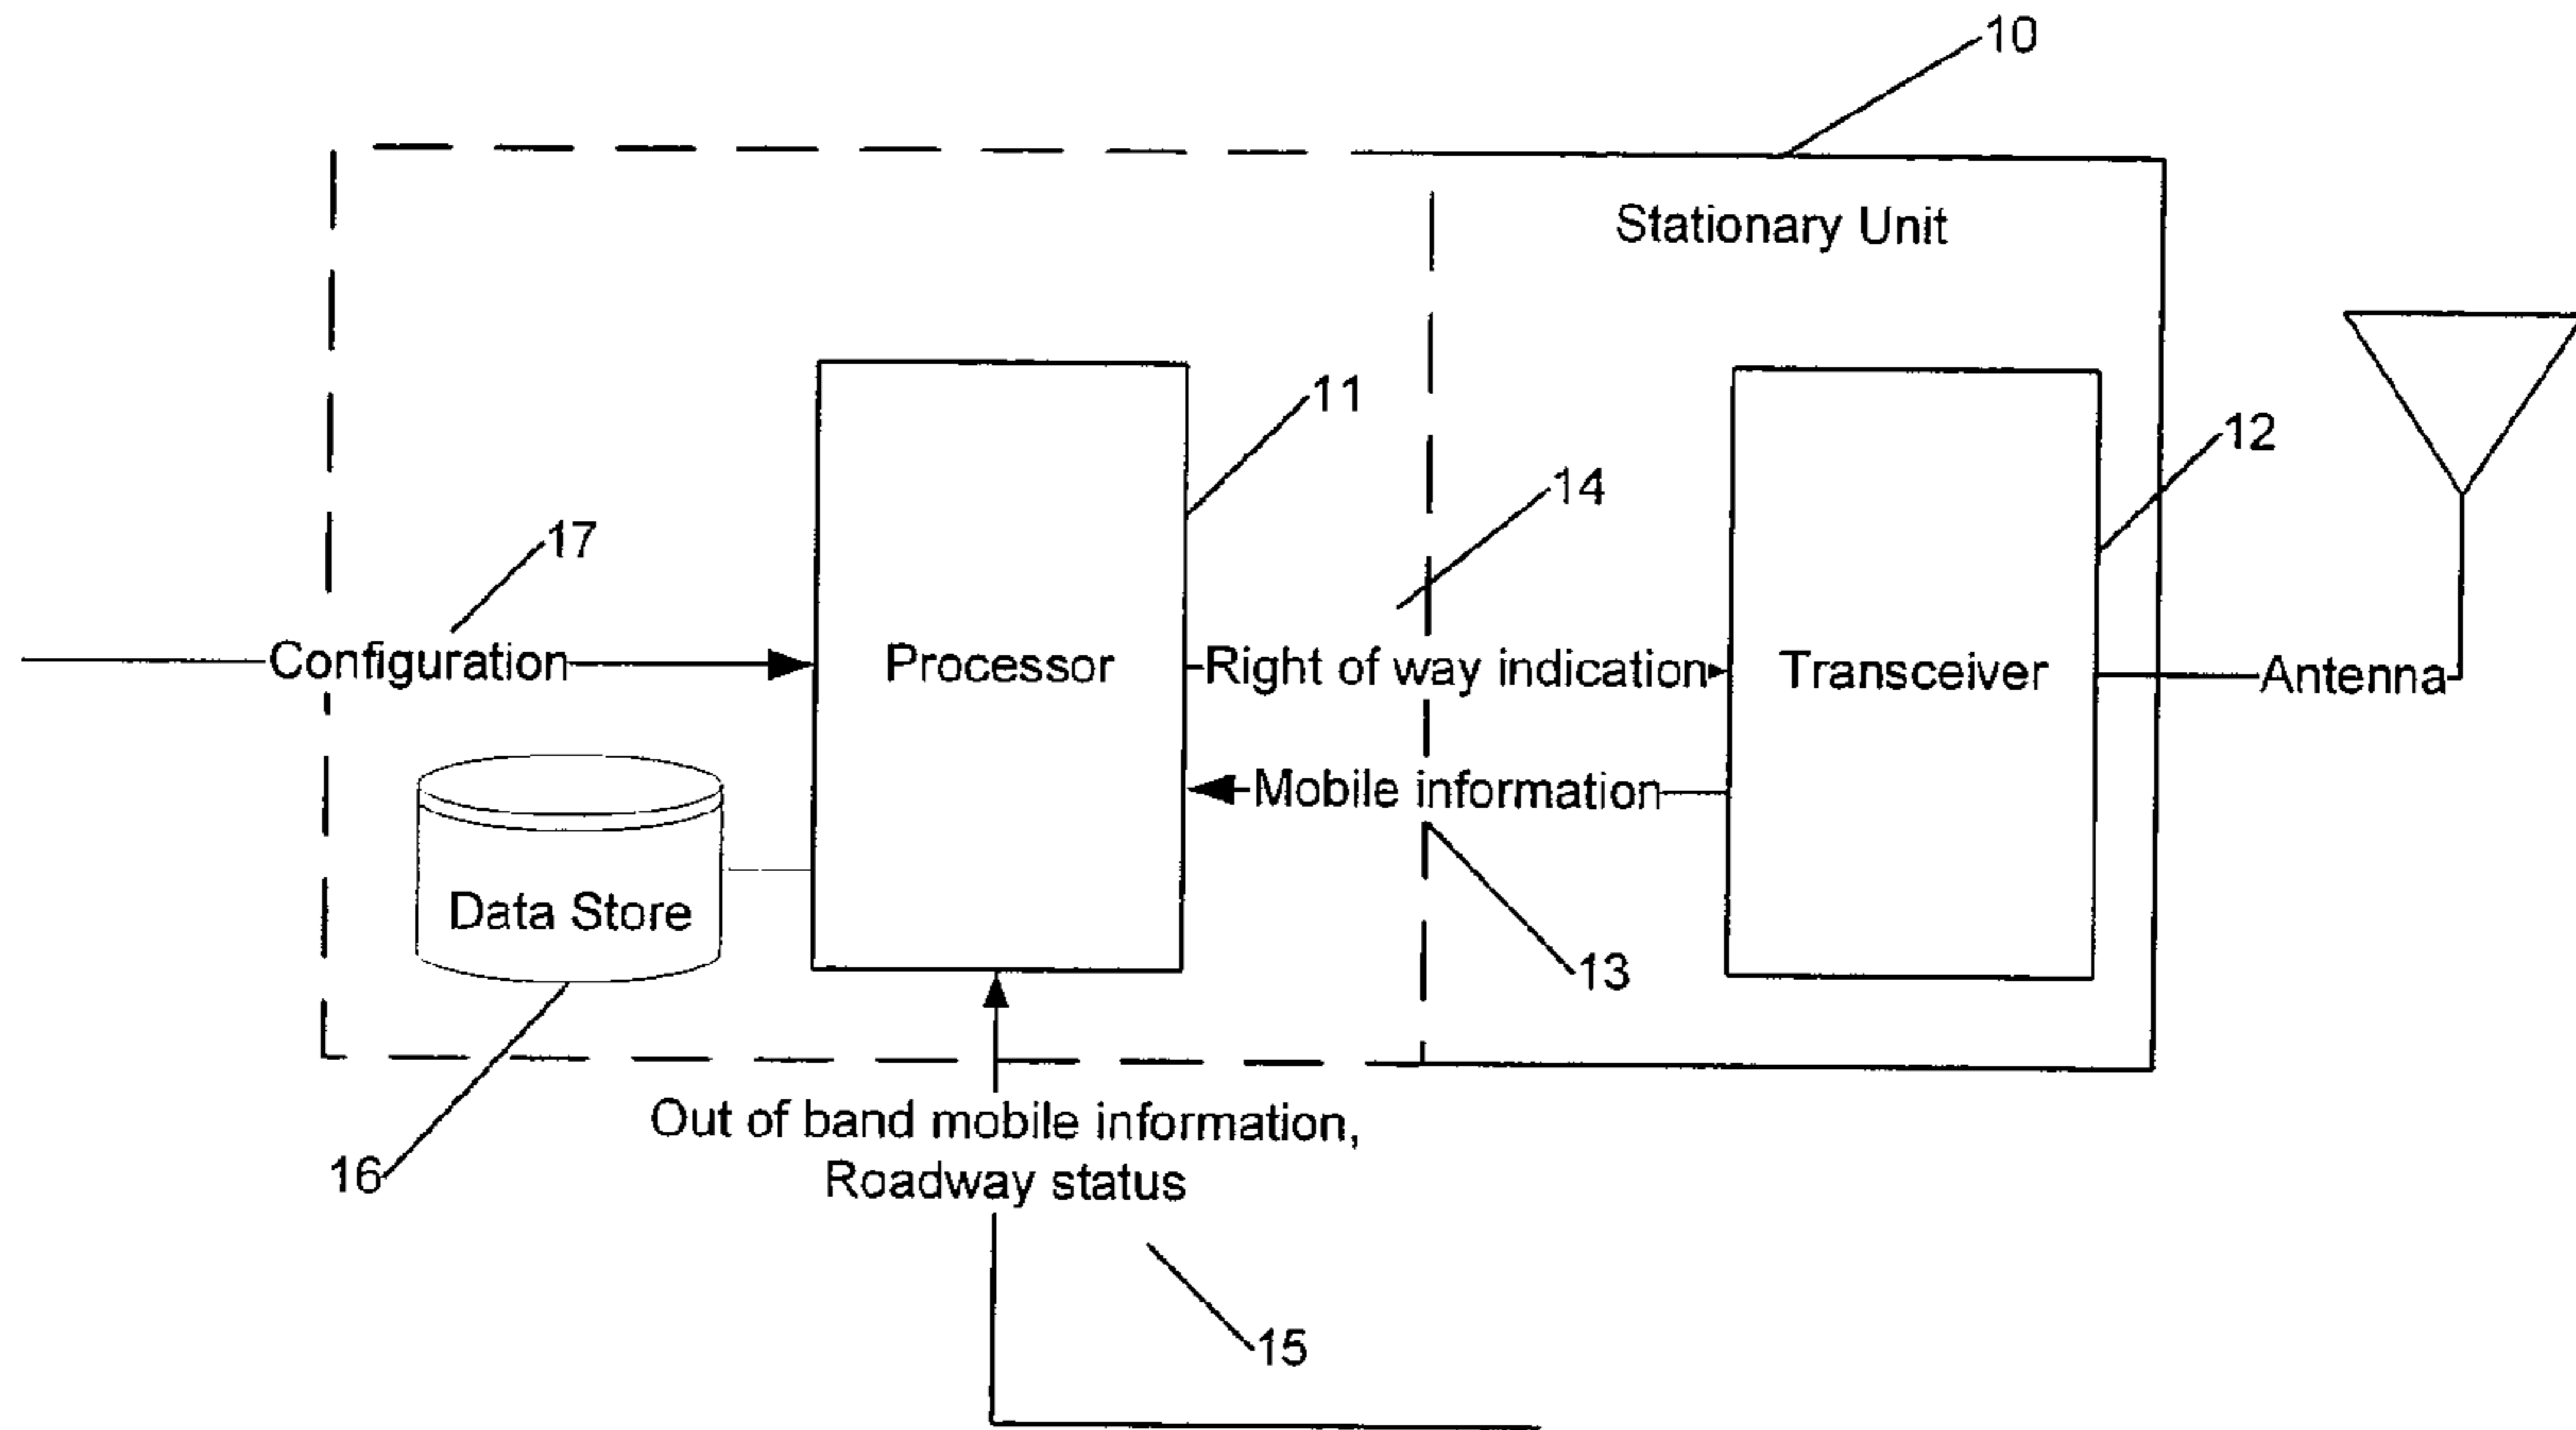 10
Stationary Unit
11
12
14
17
Configuration
Processor
Right of way indication
Transceiver
Antenna
Mobile information
Data Store
13
Out of band mobile information,
Roadway status
16
15